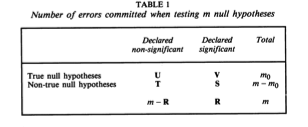 TABLE 1
Number of errors committed when testing m null hypotheses
Declared non-significant Declared significant Total
True null hypotheses U V m₀
Non-true null hypotheses T S m − m₀
m − R R m